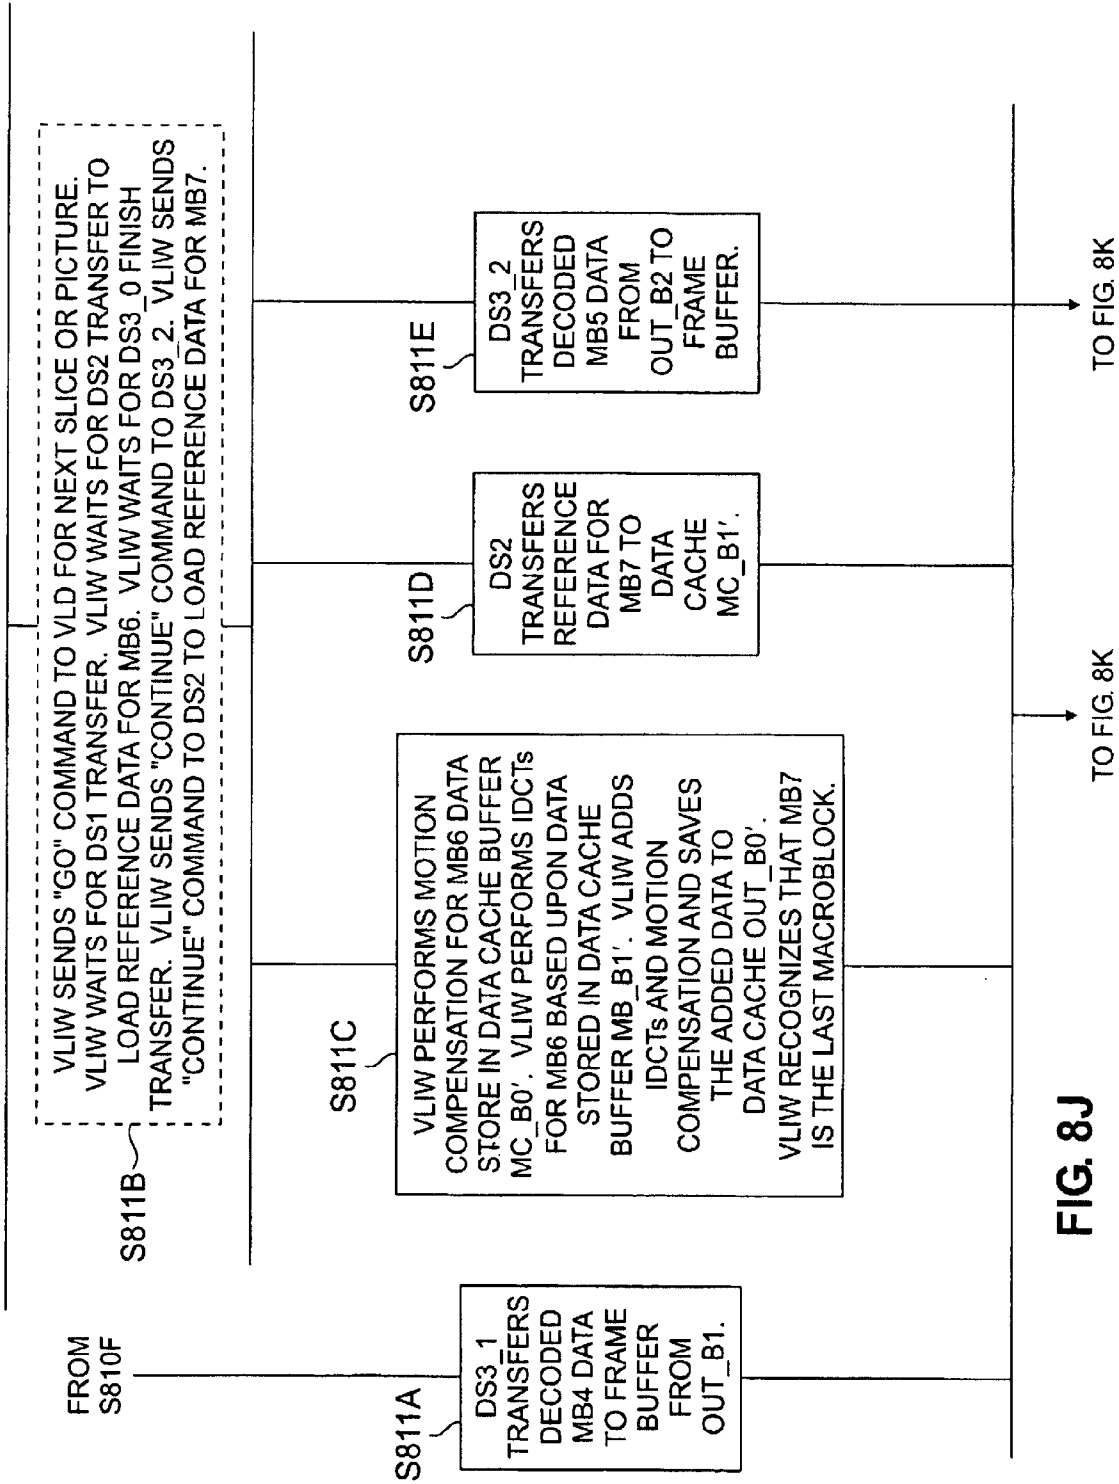 VLIW SENDS "GO" COMMAND TO VLD FOR NEXT SLICE OR PICTURE.
VLIW WAITS FOR DS1 TRANSFER. VLIW WAITS FOR DS2 TRANSFER TO
LOAD REFERENCE DATA FOR MB6. VLIW WAITS FOR DS3_0 FINISH
TRANSFER. VLIW SENDS "CONTINUE" COMMAND TO DS3_2. VLIW SENDS
"CONTINUE" COMMAND TO DS2 TO LOAD REFERENCE DATA FOR MB7.
S811B
FROM
S810F
S811A
DS3_1
TRANSFERS
DECODED
MB4 DATA
TO FRAME
BUFFER
FROM
OUT_B1.
S811C
VLIW PERFORMS MOTION
COMPENSATION FOR MB6 DATA
STORE IN DATA CACHE BUFFER
MC_B0'. VLIW PERFORMS IDCTs
FOR MB6 BASED UPON DATA
STORED IN DATA CACHE
BUFFER MB_B1'. VLIW ADDS
IDCTs AND MOTION
COMPENSATION AND SAVES
THE ADDED DATA TO
DATA CACHE OUT_B0'.
VLIW RECOGNIZES THAT MB7
IS THE LAST MACROBLOCK.
S811D
DS2
TRANSFERS
REFERENCE
DATA FOR
MB7 TO
DATA
CACHE
MC_B1'.
S811E
DS3_2
TRANSFERS
DECODED
MB5 DATA
FROM
OUT_B2 TO
FRAME
BUFFER.
TO FIG. 8K
TO FIG. 8K
FIG. 8J